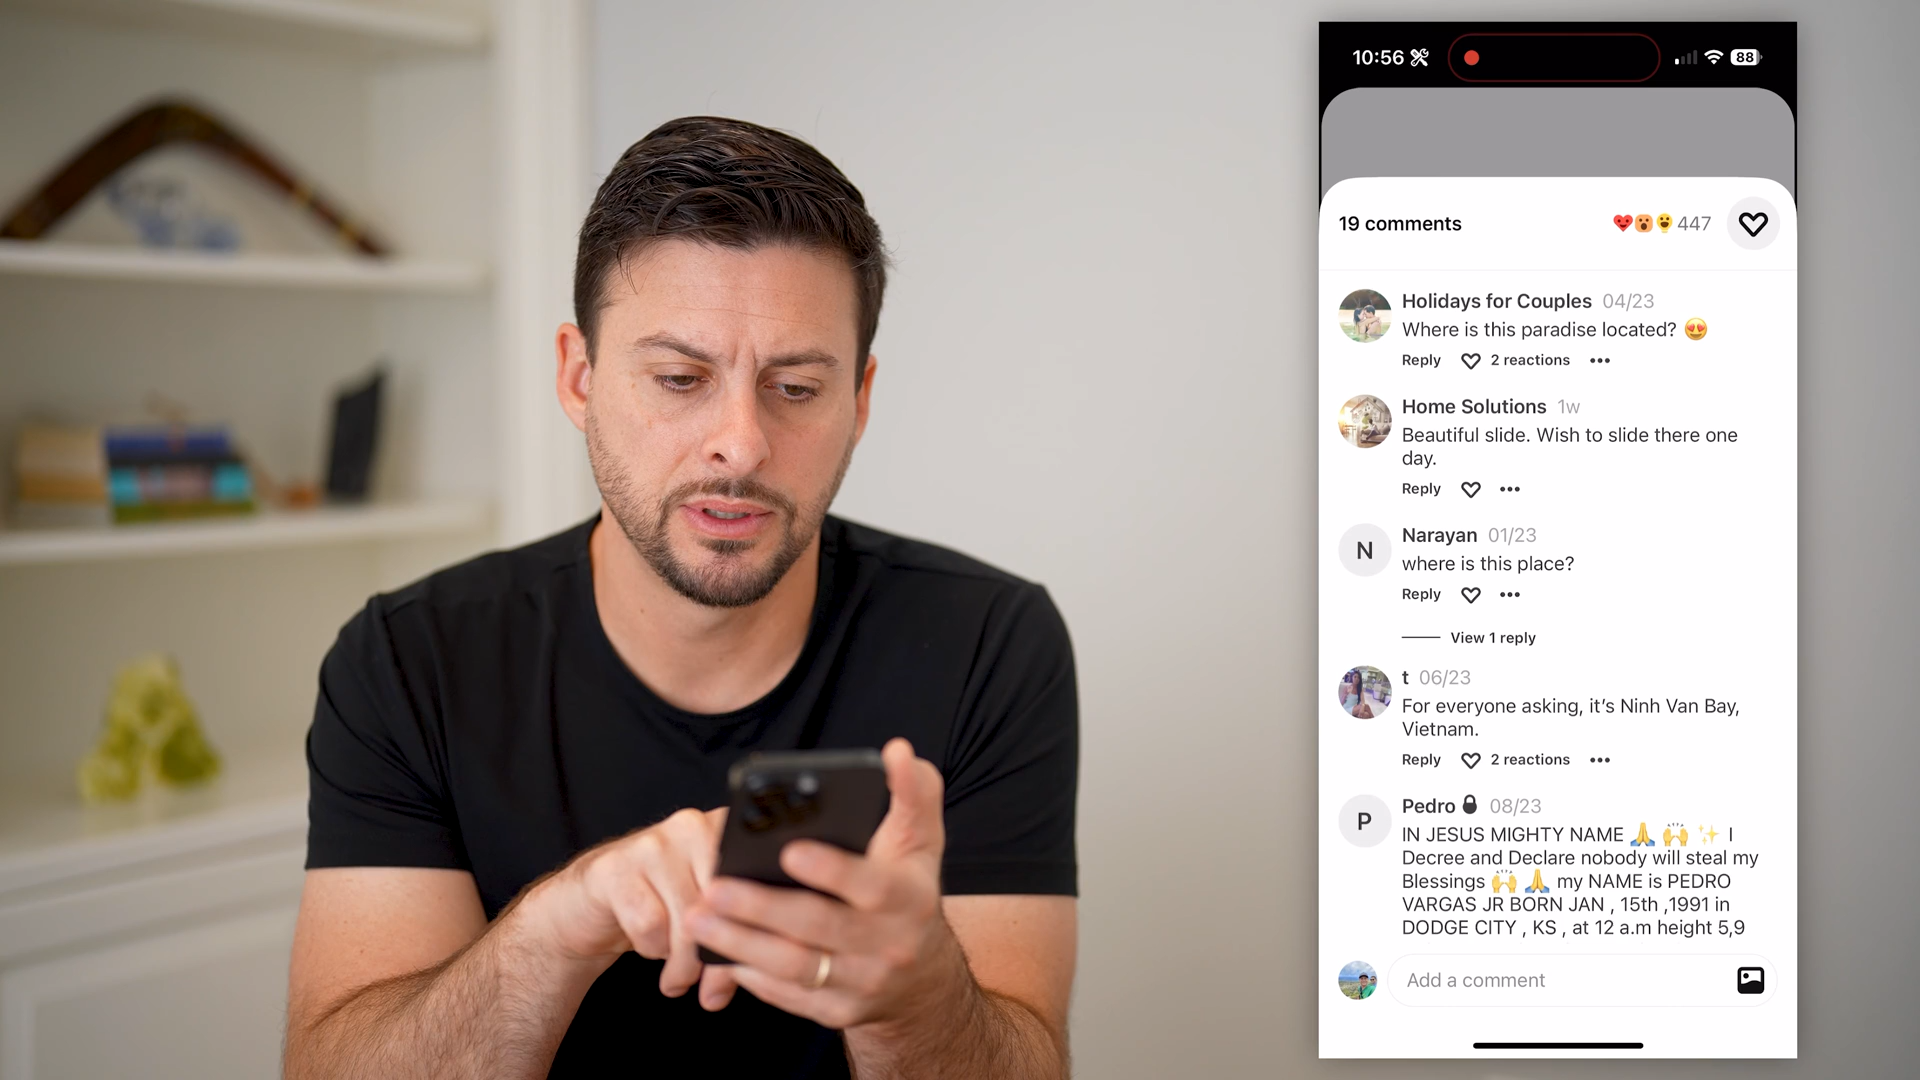 10:56
88
19 comments
447
Holidays for Couples 04/23
Where is this paradise located? 😍
Reply 2 reactions •••
Home Solutions 1w
Beautiful slide. Wish to slide there one
day.
Reply •••
N
Narayan 01/23
where is this place?
Reply •••
View 1 reply
t 06/23
For everyone asking, it's Ninh Van Bay,
Vietnam.
Reply 2 reactions •••
P
Pedro 08/23
IN JESUS MIGHTY NAME 🙏 🙌 ✨ I
Decree and Declare nobody will steal my
Blessings 🙌 🙏 my NAME is PEDRO
VARGAS JR BORN JAN , 15th ,1991 in
DODGE CITY , KS , at 12 a.m height 5,9
Add a comment